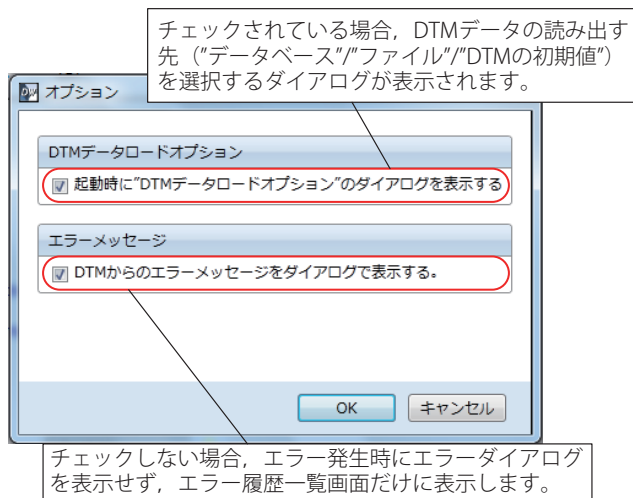 チェックされている場合，DTMデータの読み出す
先（"データベース"/"ファイル"/"DTMの初期値"）
を選択するダイアログが表示されます。
オプション
DTMデータロードオプション
起動時に"DTMデータロードオプション"のダイアログを表示する
エラーメッセージ
DTMからのエラーメッセージをダイアログで表示する。
OK
キャンセル
チェックしない場合，エラー発生時にエラーダイアログ
を表示せず，エラー履歴一覧画面だけに表示します。